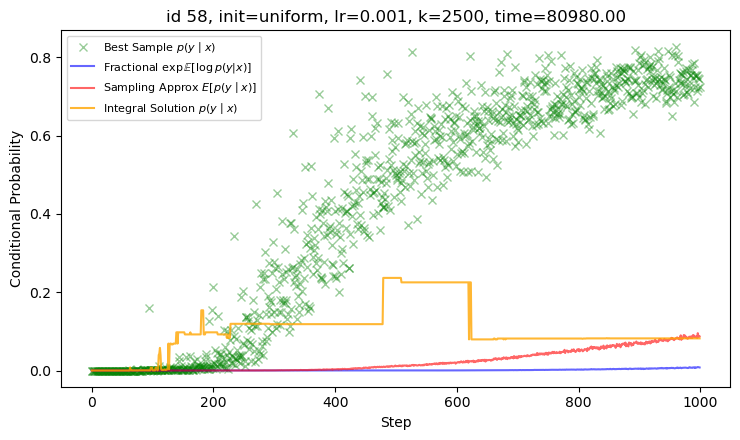 id 58, init=uniform, lr=0.001, k=2500, time=80980.00
Best Sample p(y | x)
Fractional exp𝔼[log p(y|x)]
Sampling Approx E[p(y | x)]
Integral Solution p(y | x)
Conditional Probability
0.8
0.6
0.4
0.2
0.0
0 200 400 600 800 1000
Step